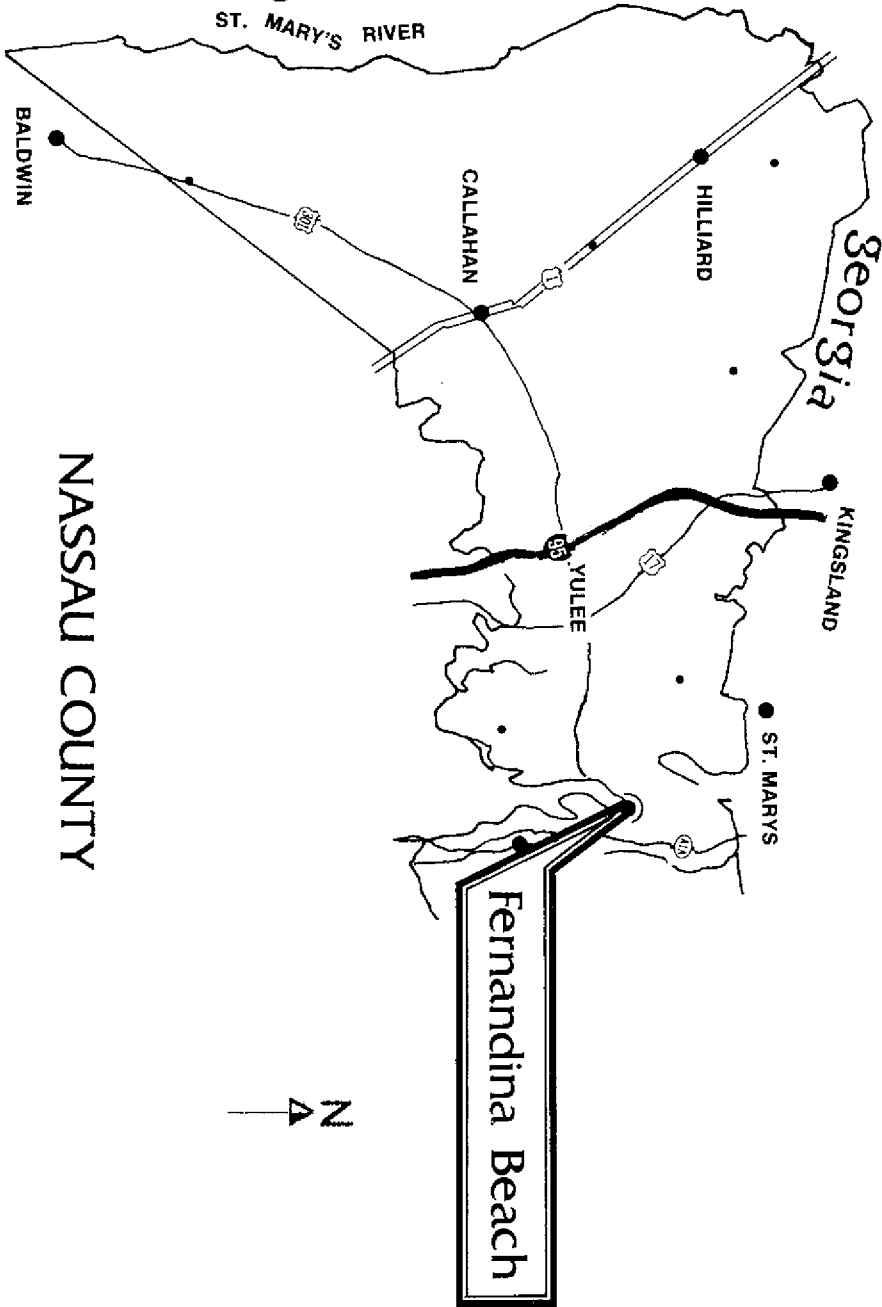 ST. MARY'S RIVER
georgia
HILLIARD
KINGSLAND
ST. MARYS
BALDWIN
301
CALLAHAN
1
17
95
YULEE
A1A
Fernandina Beach
NASSAU COUNTY
N